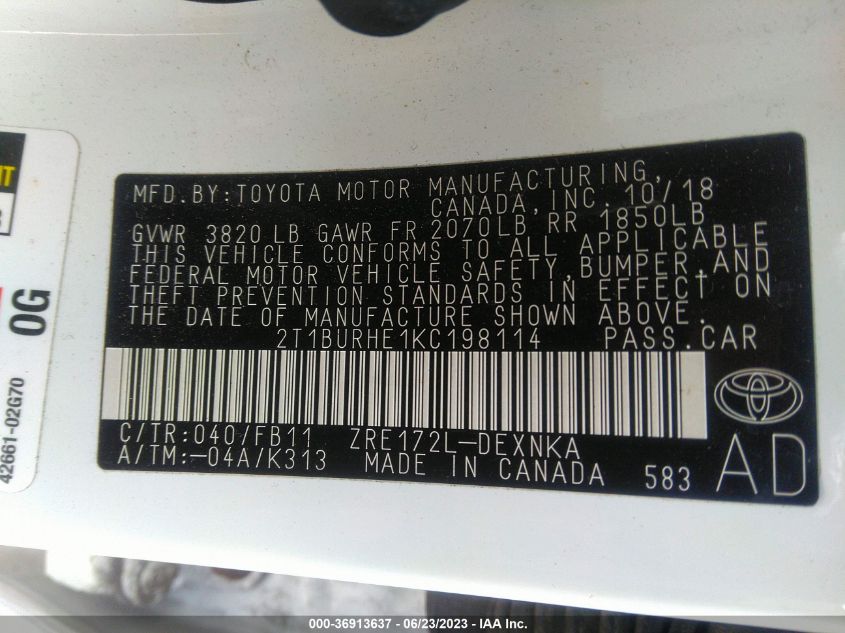 MFD.BY:TOYOTA MOTOR MANUFACTURING,
CANADA,INC. 10/18
GVWR 3820 LB GAWR FR 2070LB RR 1850LB
THIS VEHICLE CONFORMS TO ALL APPLICABLE
FEDERAL MOTOR VEHICLE SAFETY,BUMPER,AND
THEFT PREVENTION STANDARDS IN EFFECT ON
THE DATE OF MANUFACTURE SHOWN ABOVE.
2T1BURHE1KC198114 PASS.CAR
C/TR:040/FB11 ZRE172L-DEXNKA
A/TM:-04A/K313 MADE IN CANADA 583 AD
0G
42661-02G70
000-36913637 - 06/23/2023 - IAA Inc.